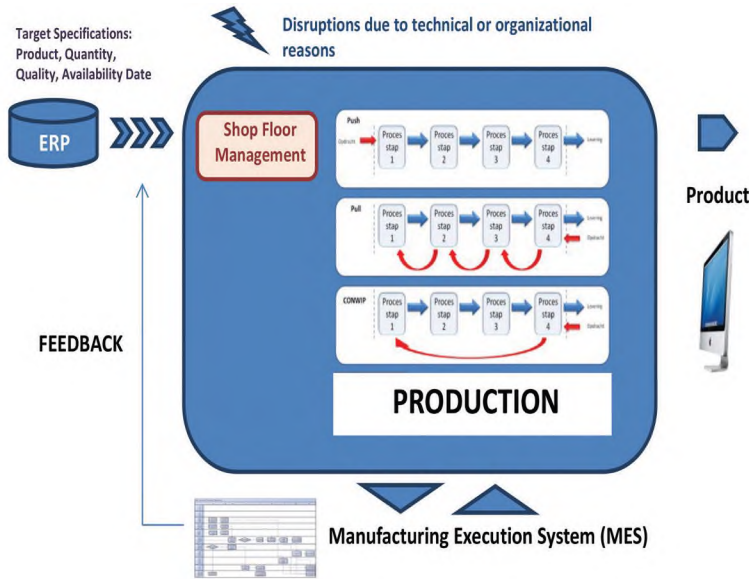 Target Specifications:
Product, Quantity,
Quality, Availability Date
Disruptions due to technical or organizational
reasons
ERP
Shop Floor
Management
Push
Opdracht
Proces
stap
1
Proces
stap
2
Proces
stap
3
Proces
stap
4
Levering
Pull
Proces
stap
1
Proces
stap
2
Proces
stap
3
Proces
stap
4
Levering
Opdracht
CONWIP
Proces
stap
1
Proces
stap
2
Proces
stap
3
Proces
stap
4
Levering
Opdracht
PRODUCTION
Product
FEEDBACK
Manufacturing Execution System (MES)